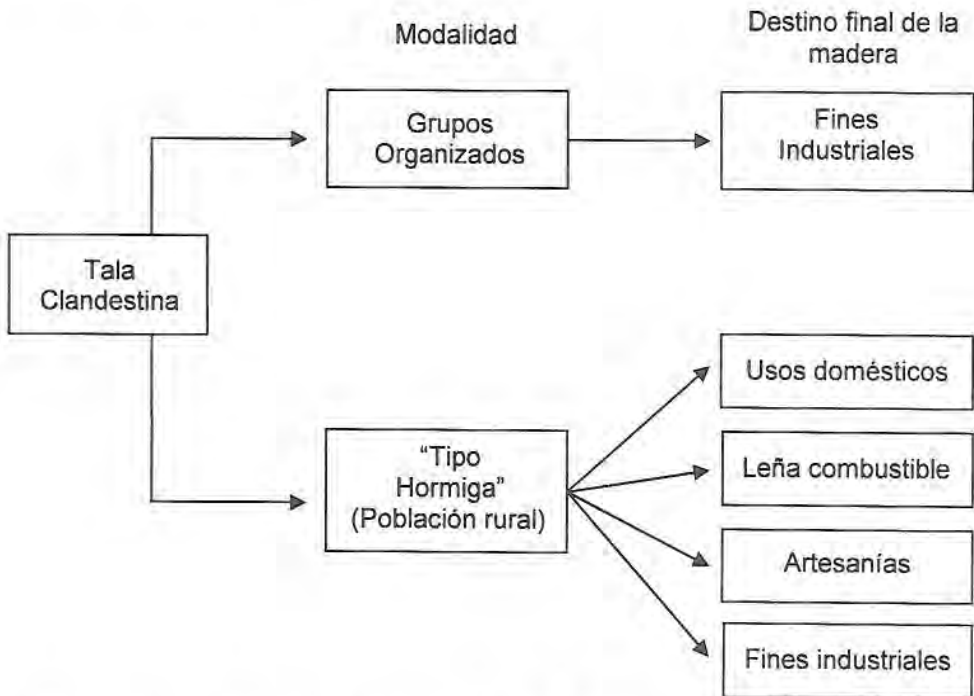 Modalidad
Destino final de la
madera
Grupos
Organizados
Fines
Industriales
Tala
Clandestina
"Tipo
Hormiga"
(Población rural)
Usos domésticos
Leña combustible
Artesanías
Fines industriales